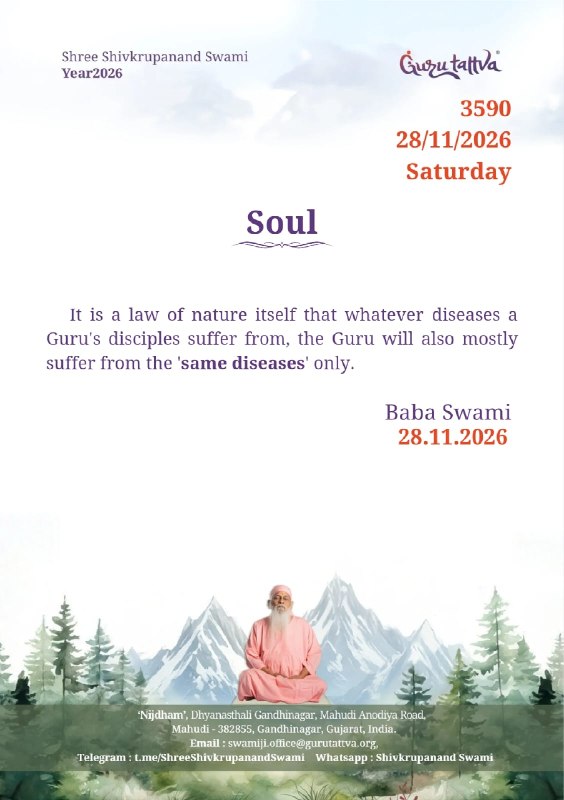 Shree Shivkrupanand Swami
Year2026
Gurutattva
3590
28/11/2026
Saturday
Soul
It is a law of nature itself that whatever diseases a
Guru's disciples suffer from, the Guru will also mostly
suffer from the 'same diseases' only.
Baba Swami
28.11.2026
'Nijdham', Dhyanasthali Gandhinagar, Mahudi Anodiya Road,
Mahudi - 382855, Gandhinagar, Gujarat, India.
Email : swamiji.office@gurutattva.org,
Telegram : t.me/ShreeShivkrupanandSwami Whatsapp : Shivkrupanand Swami